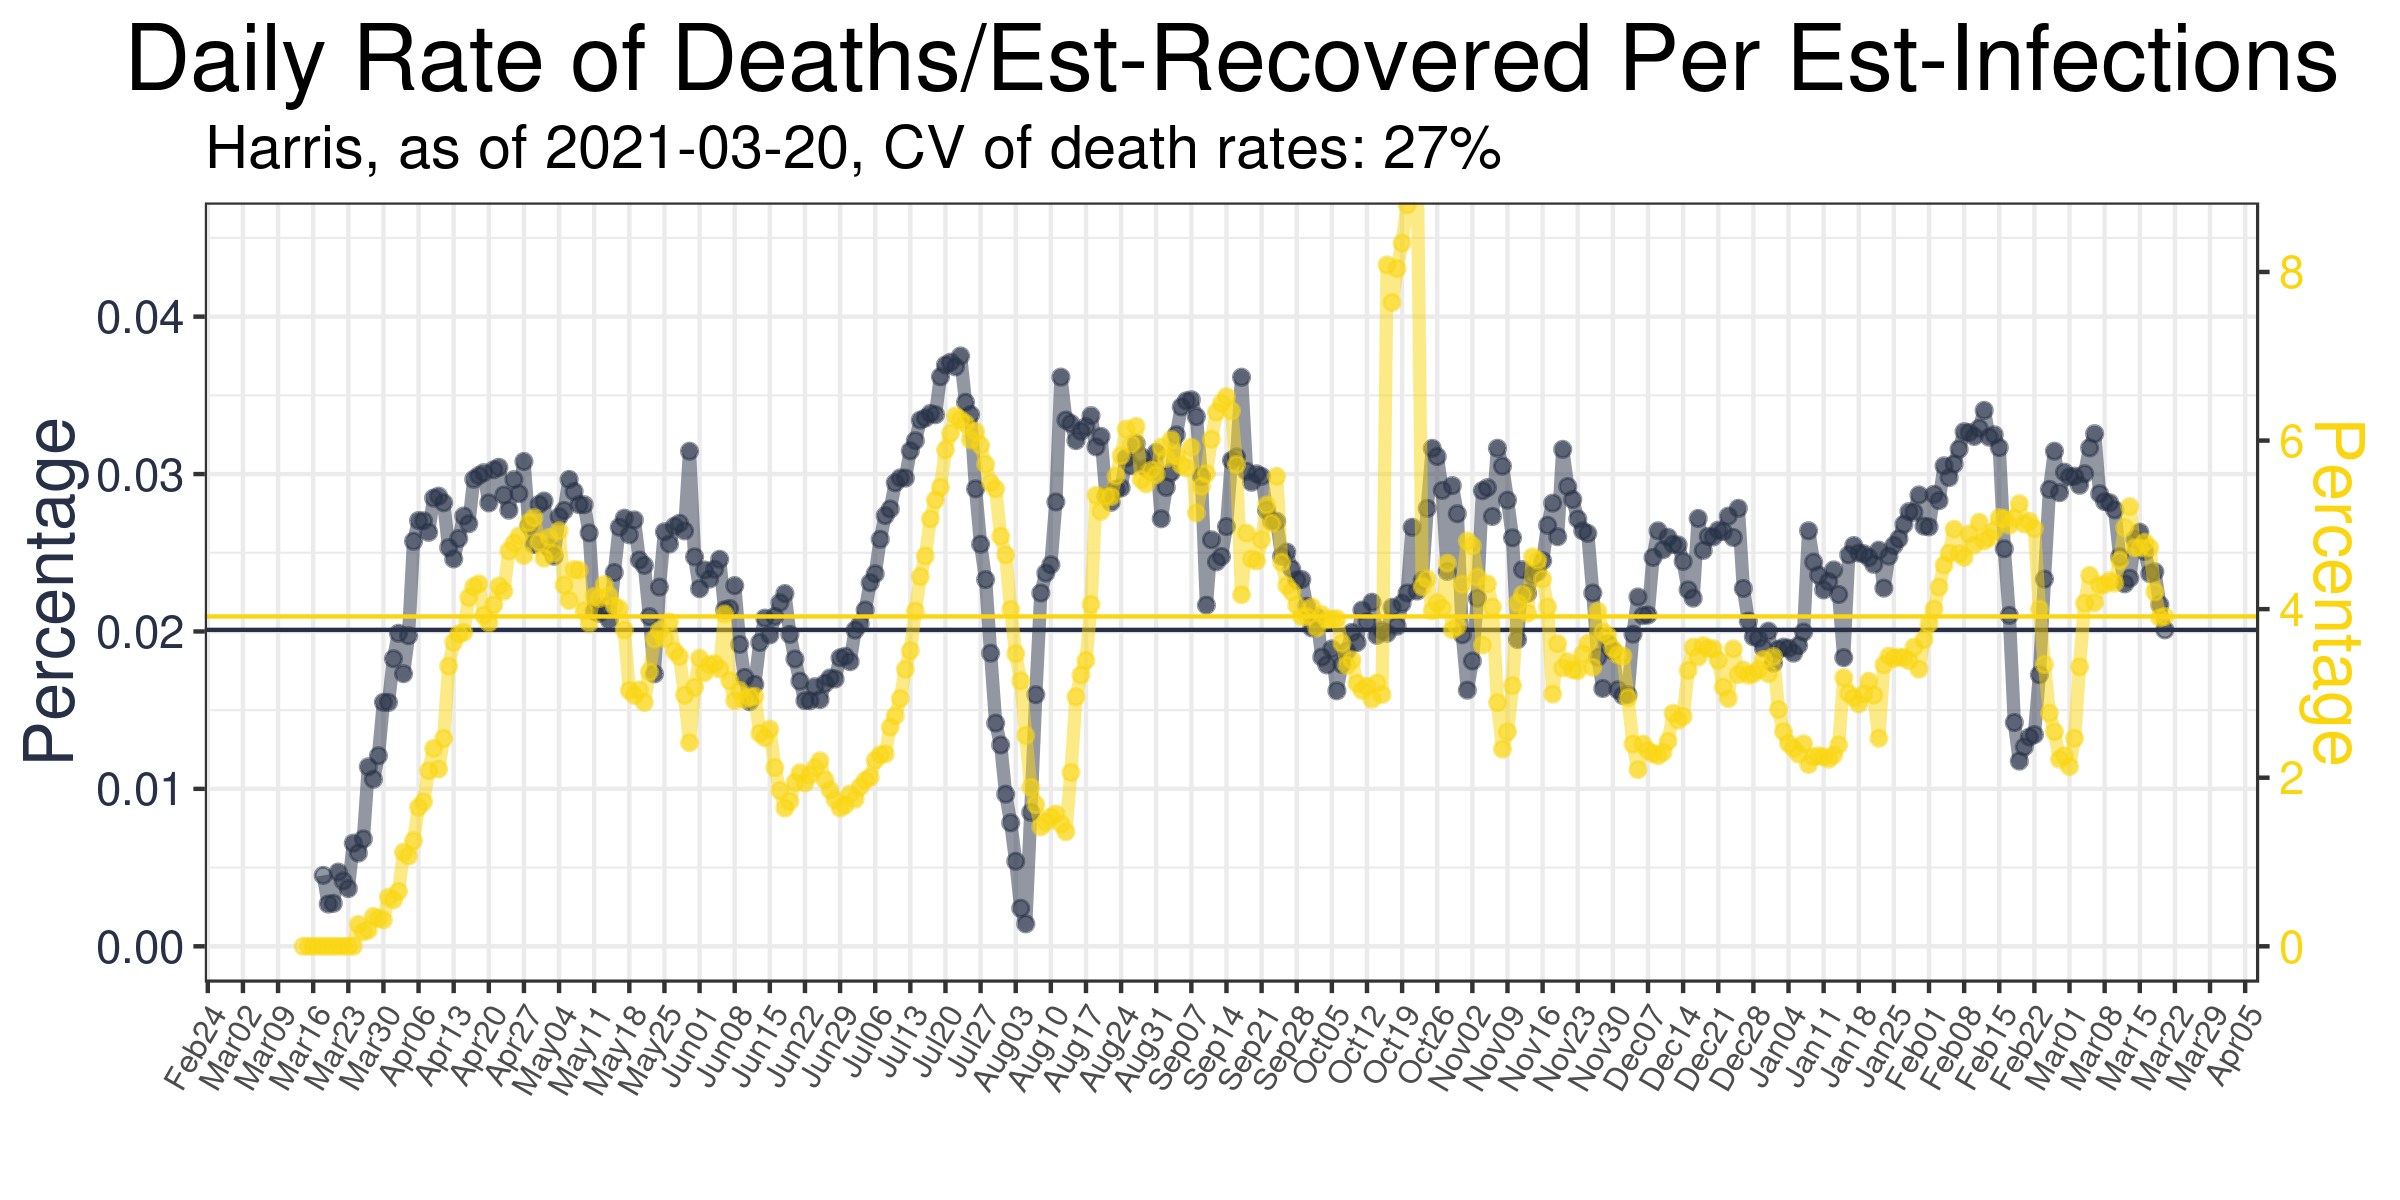 Daily Rate of Deaths/Est-Recovered Per Est-Infections
Harris, as of 2021-03-20, CV of death rates: 27%
Percentage
0.04
0.03
0.02
0.01
0.00
8
6
4
2
0
Percentage
Feb24
Mar02
Mar09
Mar16
Mar23
Mar30
Apr06
Apr13
Apr20
Apr27
May04
May11
May18
May25
Jun01
Jun08
Jun15
Jun22
Jun29
Jul06
Jul13
Jul20
Jul27
Aug03
Aug10
Aug17
Aug24
Aug31
Sep07
Sep14
Sep21
Sep28
Oct05
Oct12
Oct19
Oct26
Nov02
Nov09
Nov16
Nov23
Nov30
Dec07
Dec14
Dec21
Dec28
Jan04
Jan11
Jan18
Jan25
Feb01
Feb08
Feb15
Feb22
Mar01
Mar08
Mar15
Mar22
Mar29
Apr05